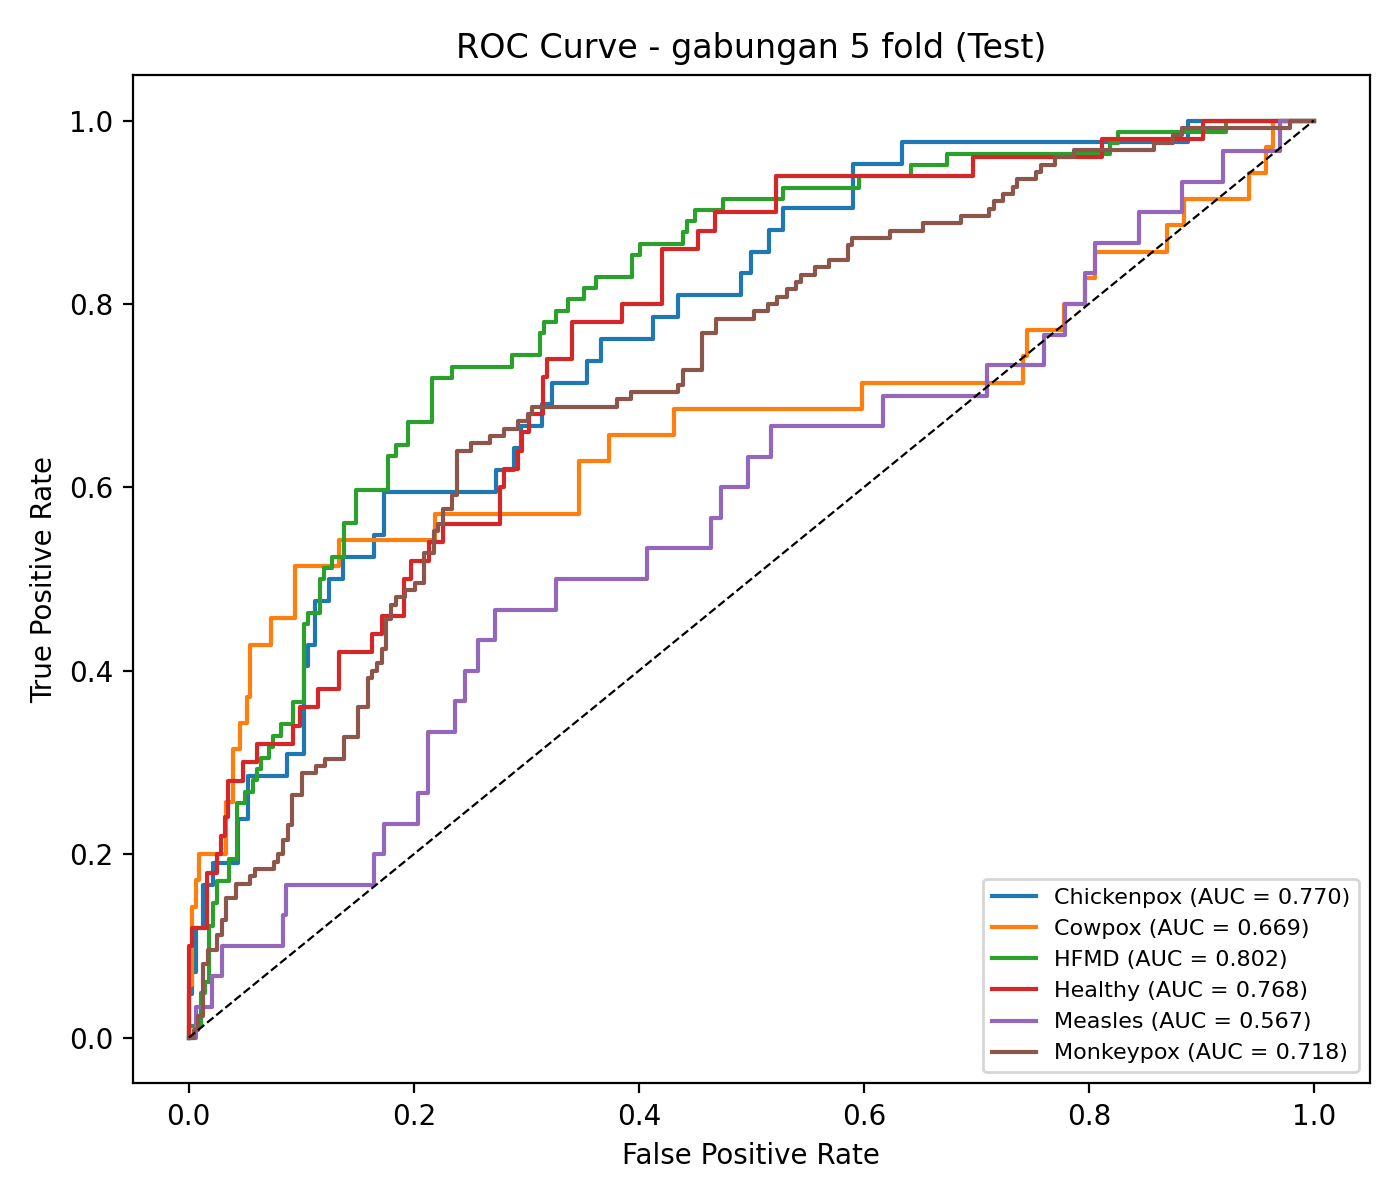 ROC Curve - gabungan 5 fold (Test)
1.0
0.8
0.6
0.4
0.2
0.0
True Positive Rate
Chickenpox (AUC = 0.770)
Cowpox (AUC = 0.669)
HFMD (AUC = 0.802)
Healthy (AUC = 0.768)
Measles (AUC = 0.567)
Monkeypox (AUC = 0.718)
0.0 0.2 0.4 0.6 0.8 1.0
False Positive Rate